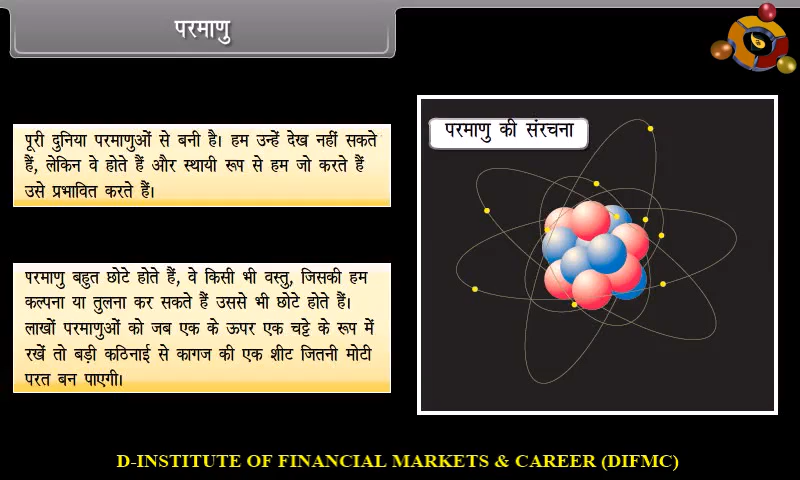 परमाणु
पूरी दुनिया परमाणुओं से बनी है। हम उन्हें देख नहीं सकते
हैं, लेकिन वे होते हैं और स्थायी रूप से हम जो करते हैं
उसे प्रभावित करते हैं।
परमाणु की संरचना
परमाणु बहुत छोटे होते हैं, वे किसी भी वस्तु, जिसकी हम
कल्पना या तुलना कर सकते हैं उससे भी छोटे होते हैं।
लाखों परमाणुओं को जब एक के ऊपर एक चट्टे के रूप में
रखें तो बड़ी कठिनाई से कागज की एक शीट जितनी मोटी
परत बन पाएगी।
D-INSTITUTE OF FINANCIAL MARKETS & CAREER (DIFMC)